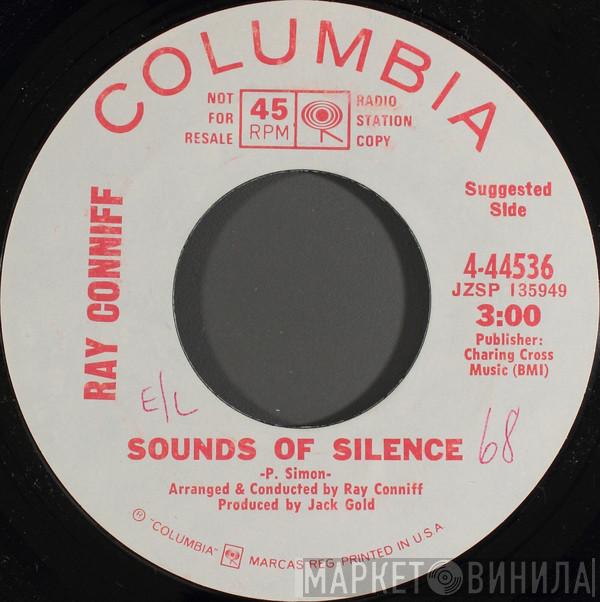 COLUMBIA
NOT
FOR
RESALE
45
RPM
RADIO
STATION
COPY
Suggested
Side
RAY CONNIFF
4-44536
JZSP 135949
3:00
Publisher:
Charing Cross
Music (BMI)
E/L
68
SOUNDS OF SILENCE
-P. Simon-
Arranged & Conducted by Ray Conniff
Produced by Jack Gold
Ⓡ "COLUMBIA" MARCAS REG. PRINTED IN U.S.A
МАРКЕТ ВИНИЛА